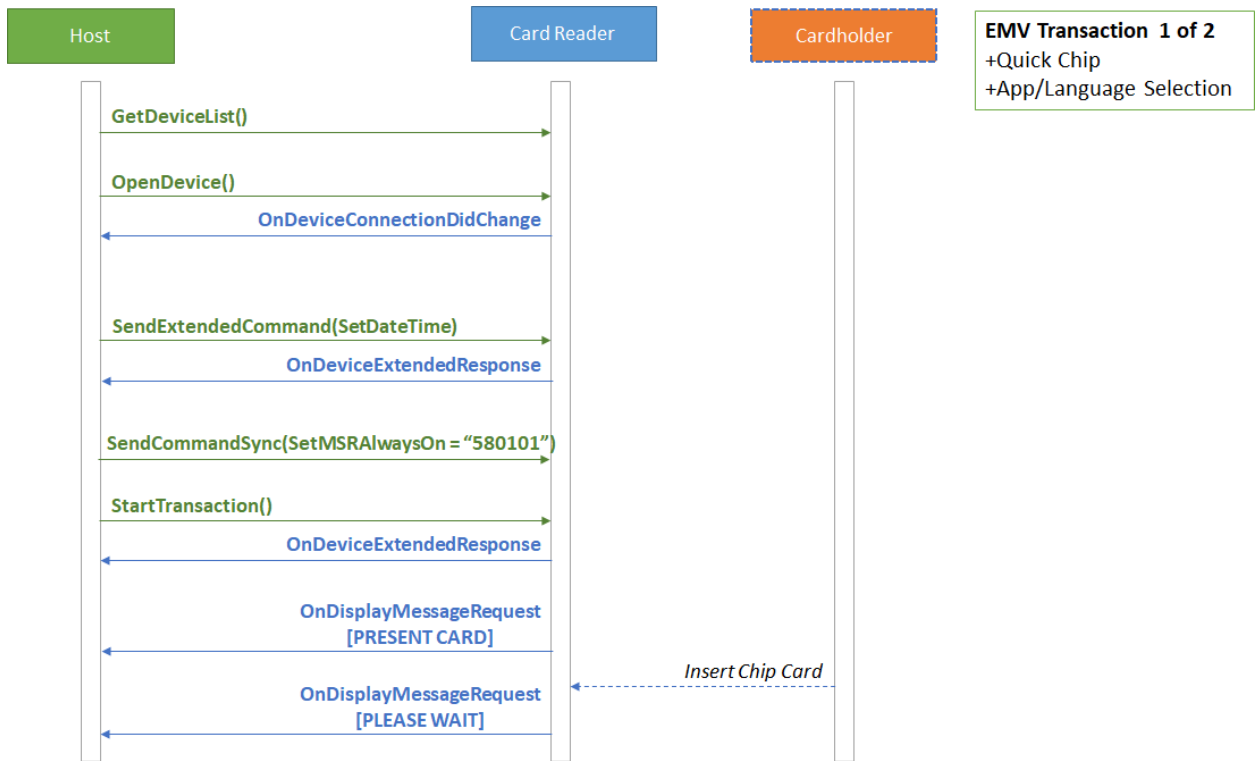 Host
Card Reader
Cardholder
EMV Transaction 1 of 2
+Quick Chip
+App/Language Selection
GetDeviceList()
OpenDevice()
OnDeviceConnectionDidChange
SendExtendedCommand(SetDateTime)
OnDeviceExtendedResponse
SendCommandSync(SetMSRAlwaysOn = “580101”)
StartTransaction()
OnDeviceExtendedResponse
OnDisplayMessageRequest
[PRESENT CARD]
Insert Chip Card
OnDisplayMessageRequest
[PLEASE WAIT]